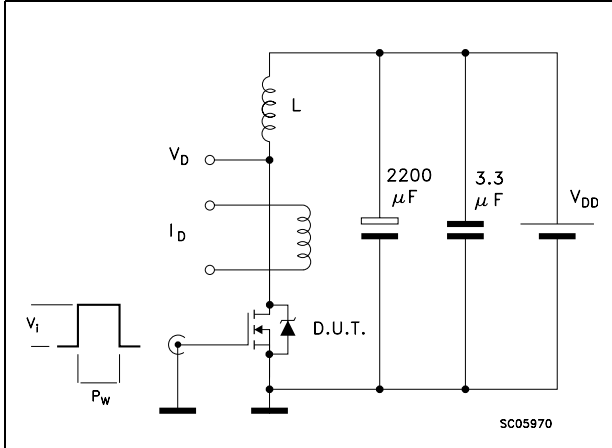 L
V_D
2200
μF
3.3
μF
V_DD
I_D
D.U.T.
V_i
P_W
SC05970